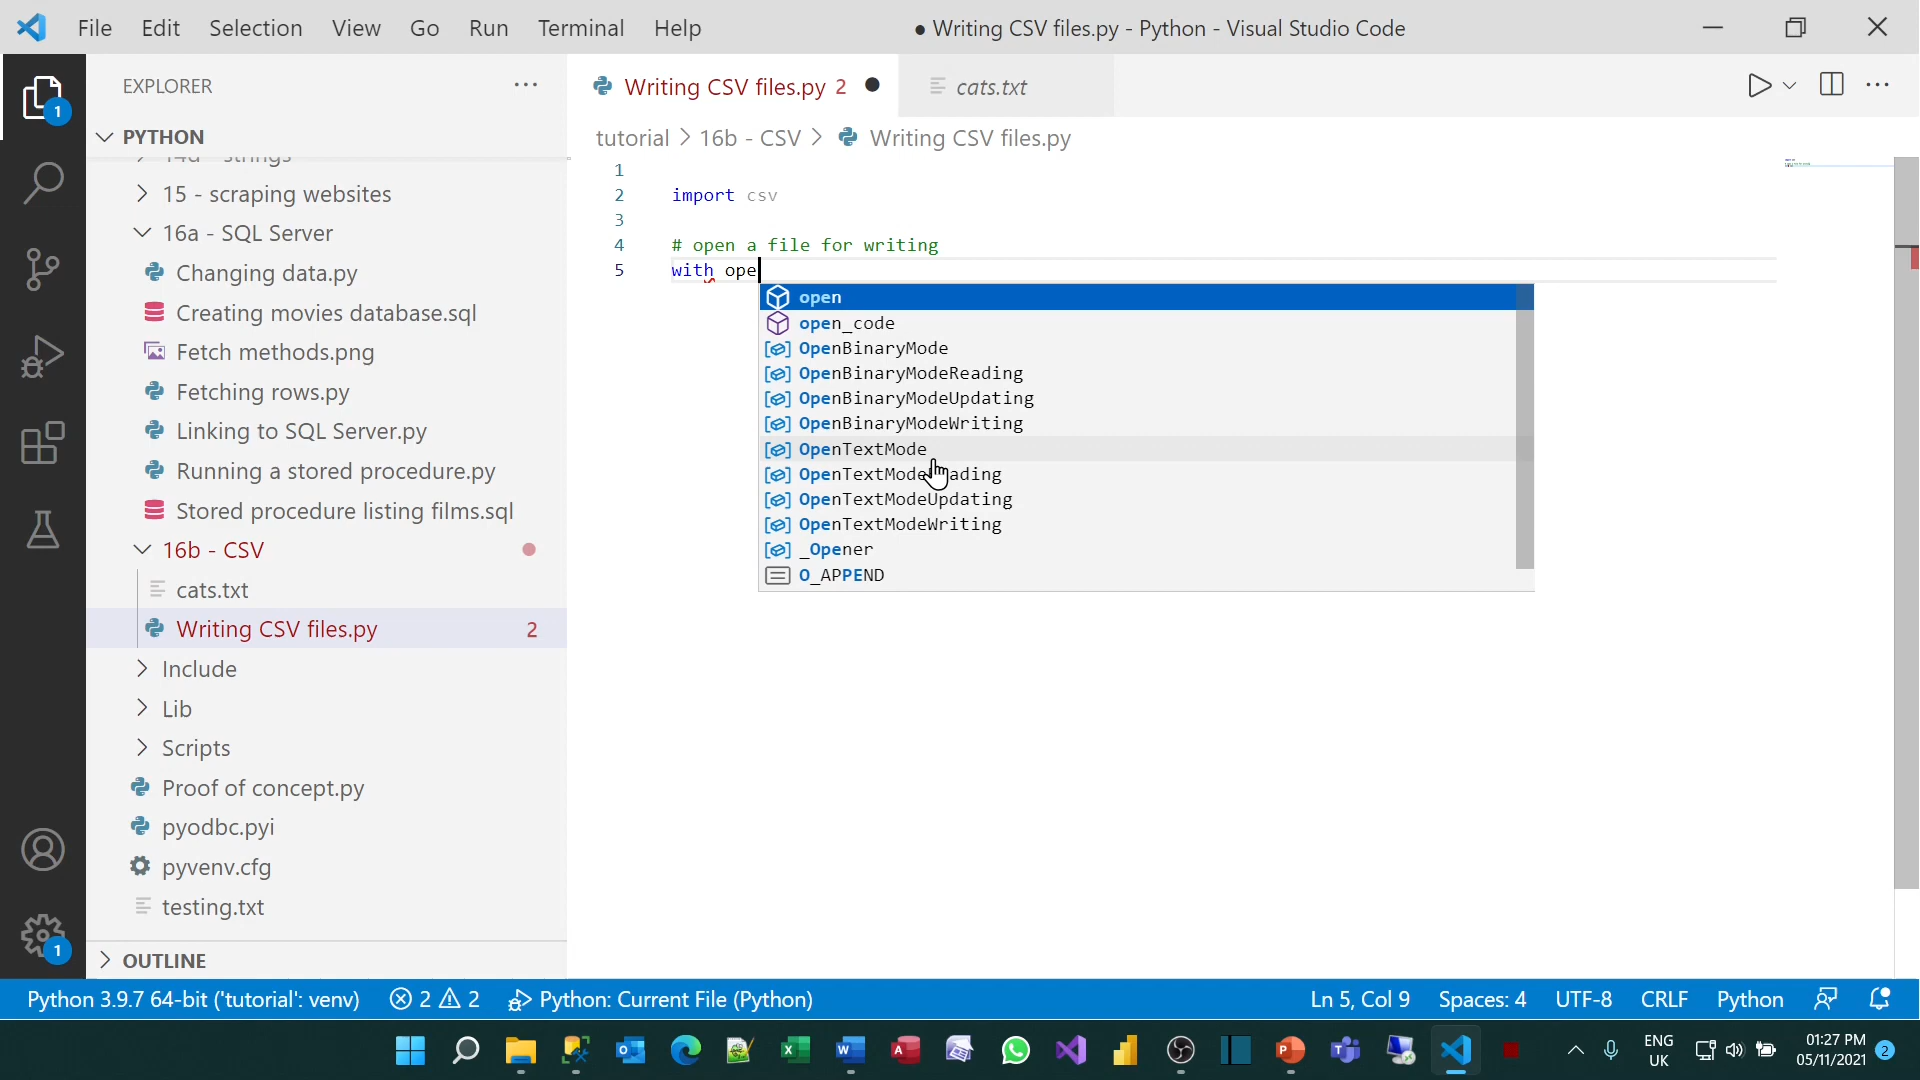 File Edit Selection View Go Run Terminal Help
● Writing CSV files.py - Python - Visual Studio Code
EXPLORER
PYTHON
14d - strings
15 - scraping websites
16a - SQL Server
Changing data.py
Creating movies database.sql
Fetch methods.png
Fetching rows.py
Linking to SQL Server.py
Running a stored procedure.py
Stored procedure listing films.sql
16b - CSV
cats.txt
Writing CSV files.py 2
Include
Lib
Scripts
Proof of concept.py
pyodbc.pyi
pyvenv.cfg
testing.txt
OUTLINE
1
1
Writing CSV files.py 2
cats.txt
tutorial > 16b - CSV > Writing CSV files.py
1
2 import csv
3
4 # open a file for writing
5 with ope
open
open_code
OpenBinaryMode
OpenBinaryModeReading
OpenBinaryModeUpdating
OpenBinaryModeWriting
OpenTextMode
OpenTextModeReading
OpenTextModeUpdating
OpenTextModeWriting
_Opener
O_APPEND
Python 3.9.7 64-bit ('tutorial': venv) 2 2 Python: Current File (Python)
Ln 5, Col 9 Spaces: 4 UTF-8 CRLF Python
ENG
UK
01:27 PM
05/11/2021
2